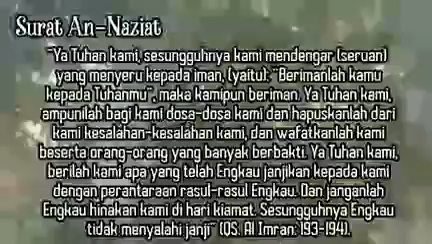 Surat An-Naziat
"Ya Tuhan kami, sesungguhnya kami mendengar (seruan)
yang menyeru kepada iman, (yaitu): "Berimanlah kamu
kepada Tuhanmu", maka kamipun beriman. Ya Tuhan kami,
ampunilah bagi kami dosa-dosa kami dan hapuskanlah dari
kami kesalahan-kesalahan kami, dan wafatkanlah kami
beserta orang-orang yang banyak berbakti. Ya Tuhan kami,
berilah kami apa yang telah Engkau janjikan kepada kami
dengan perantaraan rasul-rasul Engkau. Dan janganlah
Engkau hinakan kami di hari kiamat. Sesungguhnya Engkau
tidak menyalahi janji" (QS. Al Imran: 193-194).